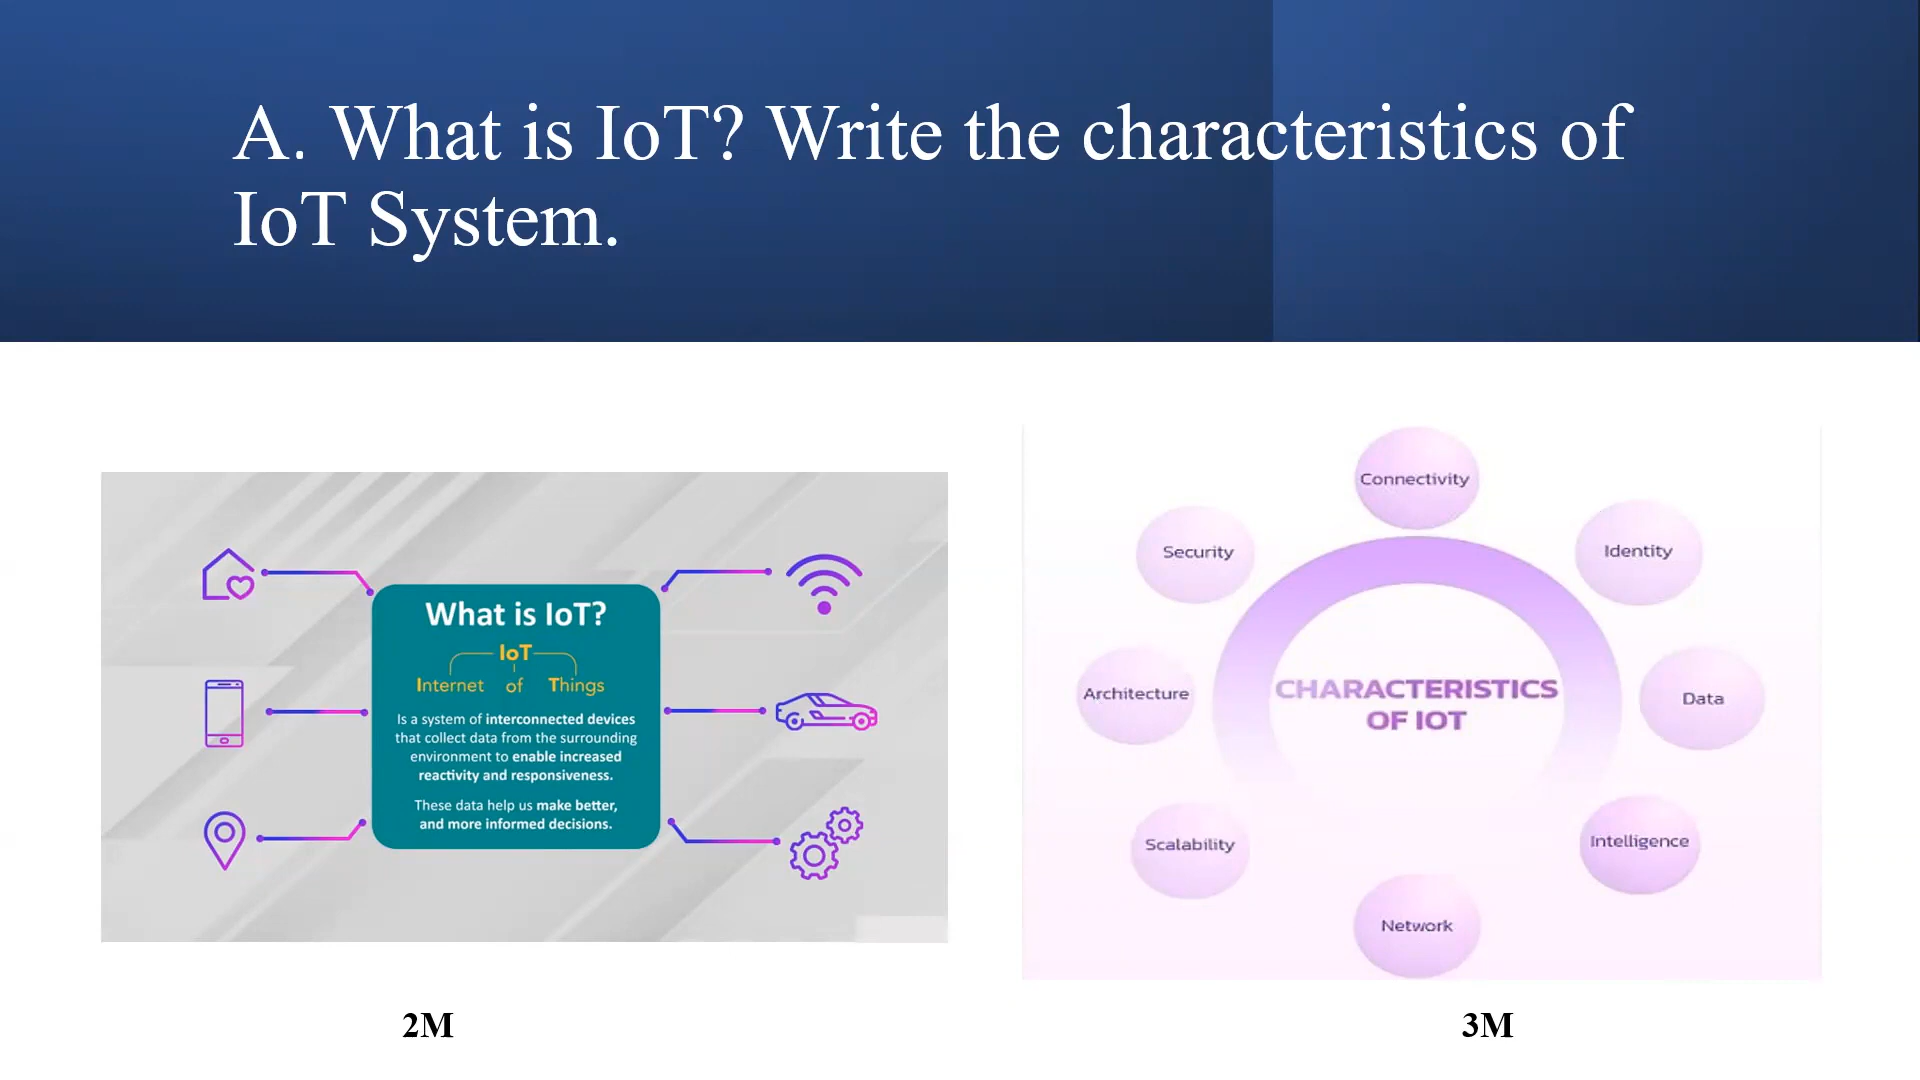 A. What is IoT? Write the characteristics of
IoT System.
What is IoT?
IoT
Internet of Things
Is a system of interconnected devices
that collect data from the surrounding
environment to enable increased
reactivity and responsiveness.
These data help us make better,
and more informed decisions.
2M
Connectivity
Security
Identity
Architecture
CHARACTERISTICS
OF IOT
Data
Scalability
Intelligence
Network
3M